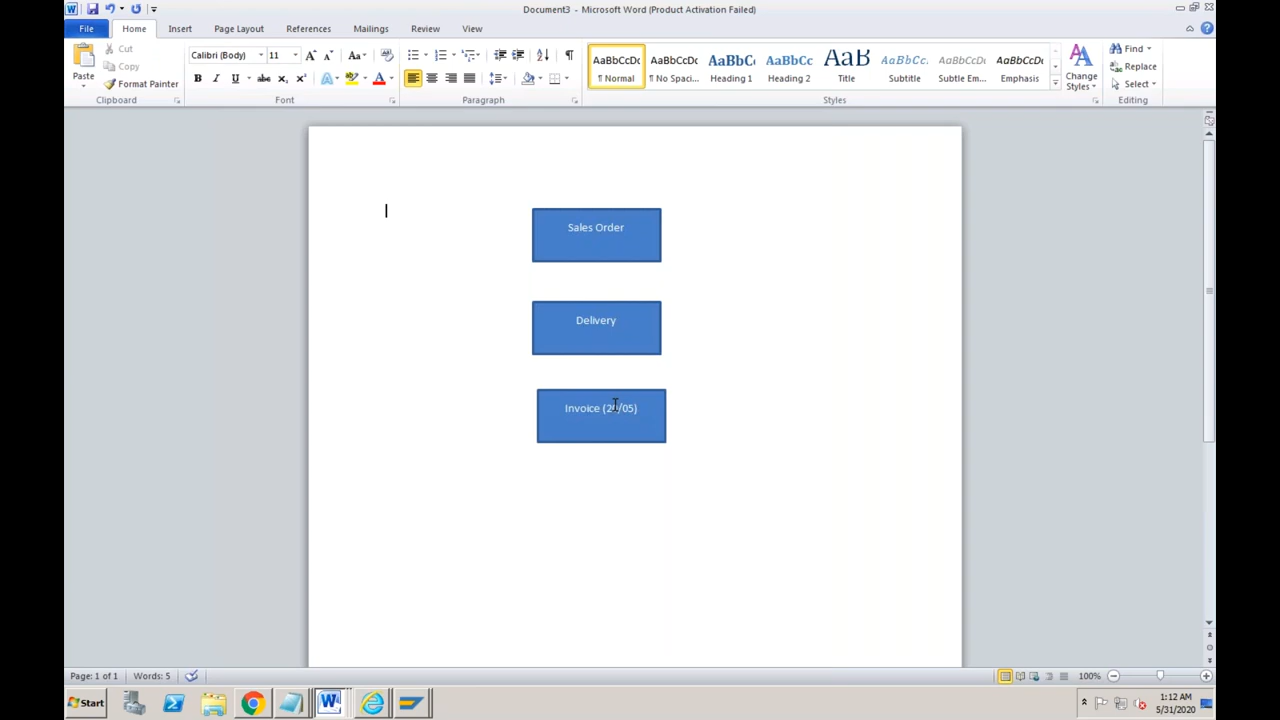 Document3 - Microsoft Word (Product Activation Failed)
File Home Insert Page Layout References Mailings Review View
Paste
Cut
Copy
Format Painter
Clipboard
Calibri (Body) 11
Font
Paragraph
AaBbCcDc AaBbCcDc AaBbC AaBbCc AaB AaBbCc. AaBbCcDc AaBbCcDc
¶ Normal ¶ No Spaci... Heading 1 Heading 2 Title Subtitle Subtle Em... Emphasis
Change
Styles
Styles
Find
Replace
Select
Editing
Sales Order
Delivery
Invoice (2 /05)
Page: 1 of 1 Words: 5
100%
Start
1:12 AM
5/31/2020